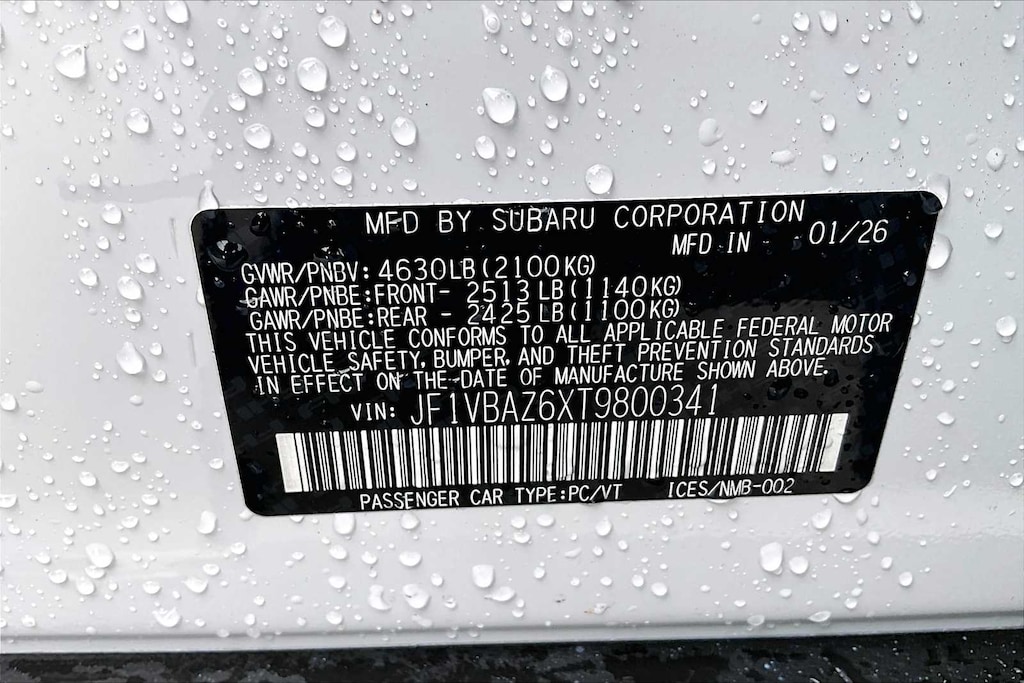 MFD BY SUBARU CORPORATION
MFD IN 01/26
GVWR/PNBV: 4630LB(2100KG)
GAWR/PNBE:FRONT- 2513 LB(1140KG)
GAWR/PNBE:REAR - 2425 LB(1100KG)
THIS VEHICLE CONFORMS TO ALL APPLICABLE FEDERAL MOTOR
VEHICLE SAFETY, BUMPER, AND THEFT PREVENTION STANDARDS
IN EFFECT ON THE DATE OF MANUFACTURE SHOWN ABOVE.
VIN: JF1VBAZ6XT9800341
PASSENGER CAR TYPE:PC/VT ICES/NMB-002